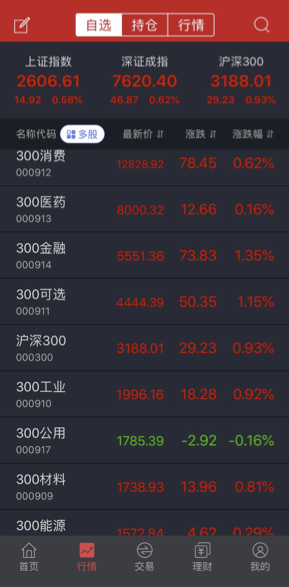 自选 持仓 行情
上证指数 深证成指 沪深300
2606.61 7620.40 3188.01
14.92 0.58% 46.87 0.62% 29.23 0.93%
名称代码 多股 最新价 涨跌 涨跌幅
300消费 12828.92 78.45 0.62%
000912
300医药 8000.32 12.66 0.16%
000913
300金融 5551.36 73.83 1.35%
000914
300可选 4444.39 50.35 1.15%
000911
沪深300 3188.01 29.23 0.93%
000300
300工业 1996.16 18.28 0.92%
000910
300公用 1785.39 -2.92 -0.16%
000917
300材料 1738.93 13.96 0.81%
000909
300能源 1572.84 4.62 0.29%
首页 行情 交易 理财 我的